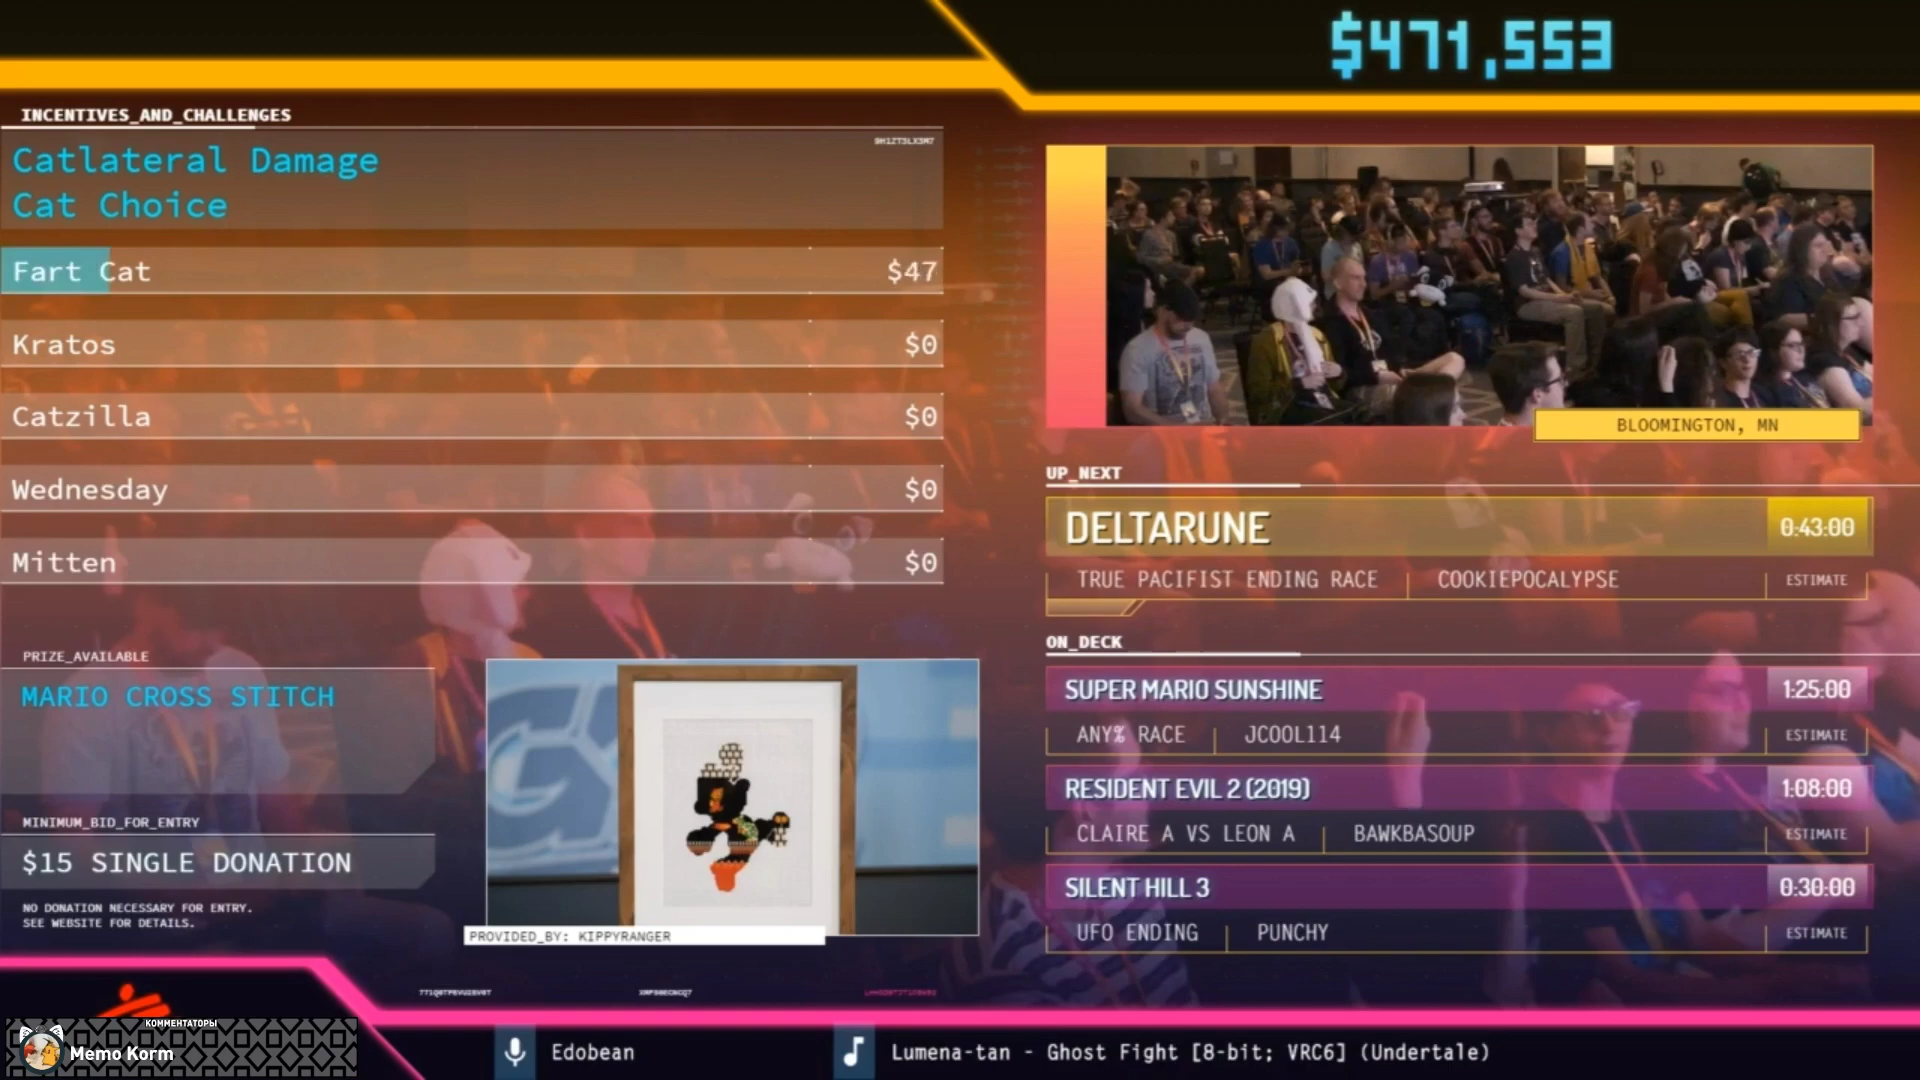 $471,553
INCENTIVES_AND_CHALLENGES
Catlateral Damage
Cat Choice
Fart Cat $47
Kratos $0
Catzilla $0
Wednesday $0
Mitten $0
PRIZE_AVAILABLE
MARIO CROSS STITCH
MINIMUM_BID_FOR_ENTRY
$15 SINGLE DONATION
NO DONATION NECESSARY FOR ENTRY.
SEE WEBSITE FOR DETAILS.
PROVIDED_BY: KIPPYRANGER
BLOOMINGTON, MN
UP_NEXT
DELTARUNE 0:43:00
TRUE PACIFIST ENDING RACE COOKIEPOCALYPSE ESTIMATE
ON_DECK
SUPER MARIO SUNSHINE 1:25:00
ANY% RACE JCOOL114 ESTIMATE
RESIDENT EVIL 2 (2019) 1:08:00
CLAIRE A VS LEON A BAWKBASOUP ESTIMATE
SILENT HILL 3 0:30:00
UFO ENDING PUNCHY ESTIMATE
КОММЕНТАТОРЫ
Memo Korm
Edobean
Lumena-tan - Ghost Fight [8-bit; VRC6] (Undertale)